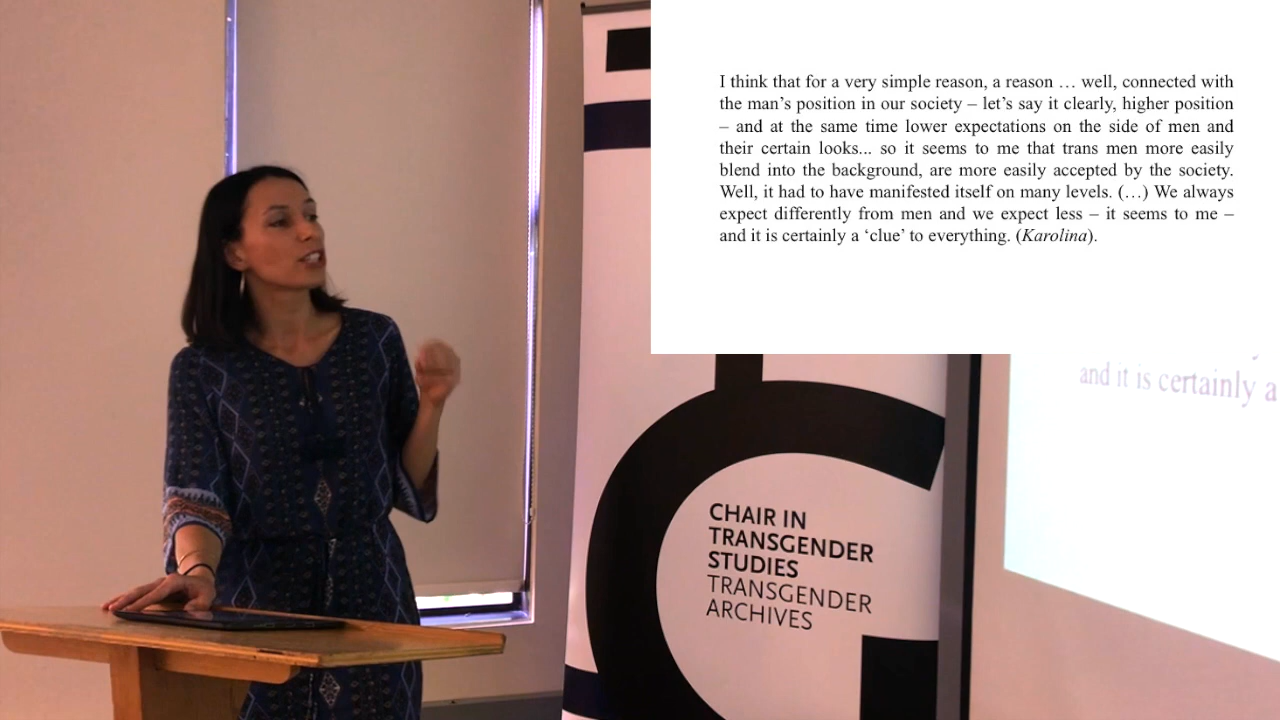 I think that for a very simple reason, a reason … well, connected with
the man's position in our society – let's say it clearly, higher position
– and at the same time lower expectations on the side of men and
their certain looks... so it seems to me that trans men more easily
blend into the background, are more easily accepted by the society.
Well, it had to have manifested itself on many levels. (…) We always
expect differently from men and we expect less – it seems to me –
and it is certainly a 'clue' to everything. (Karolina).
and it is certainly a
CHAIR IN
TRANSGENDER
STUDIES
TRANSGENDER
ARCHIVES